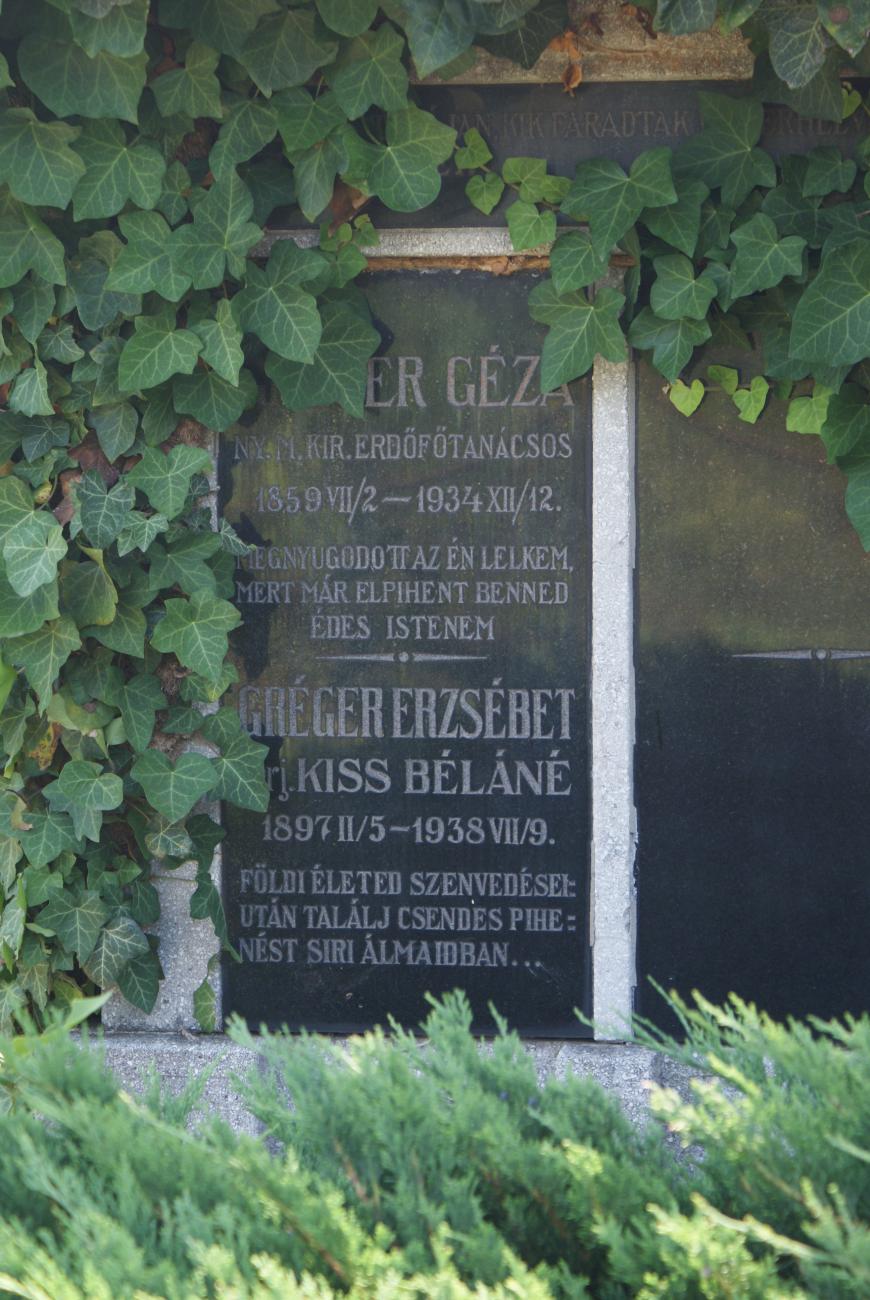 JAN, KIK FÁRADTAK
ER GÉZA
NY. M. KIR. ERDŐFŐTANÁCSOS
1859 VII/2 — 1934 XII/12.
MEGNYUGODOTT AZ ÉN LELKEM,
MERT MÁR ELPIHENT BENNED
ÉDES ISTENEM
GRÉGER ERZSÉBET
rj. KISS BÉLÁNÉ
1897 II/5 – 1938 VII/9.
FÖLDI ÉLETED SZENVEDÉSEI:
UTÁN TALÁLJ CSENDES PIHE=
NÉST SIRI ÁLMAIDBAN...